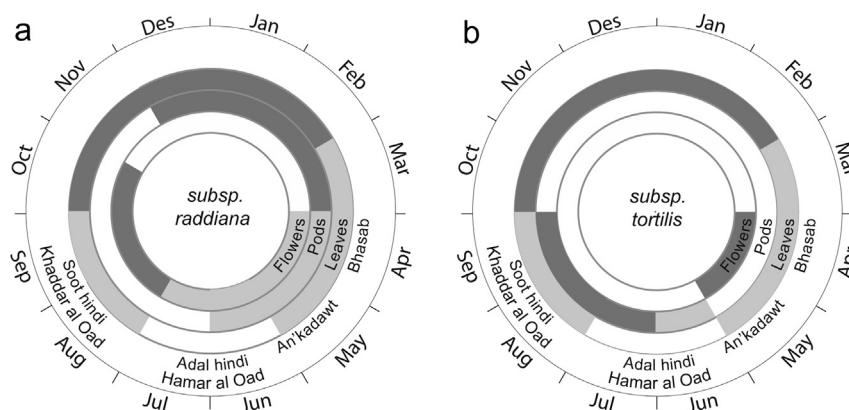 a
Des
Jan
Nov
Feb
Oct
Mar
Sep
Apr
Aug
May
Jul
Jun
subsp.
raddiana
Flowers
Pods
Leaves
Bhasab
An'kadawt
Adal hindi
Hamar al Oad
Soot hindi
Khaddar al Oad
b
Des
Jan
Nov
Feb
Oct
Mar
Sep
Apr
Aug
May
Jul
Jun
subsp.
tortilis
Flowers
Pods
Leaves
Bhasab
An'kadawt
Adal hindi
Hamar al Oad
Soot hindi
Khaddar al Oad